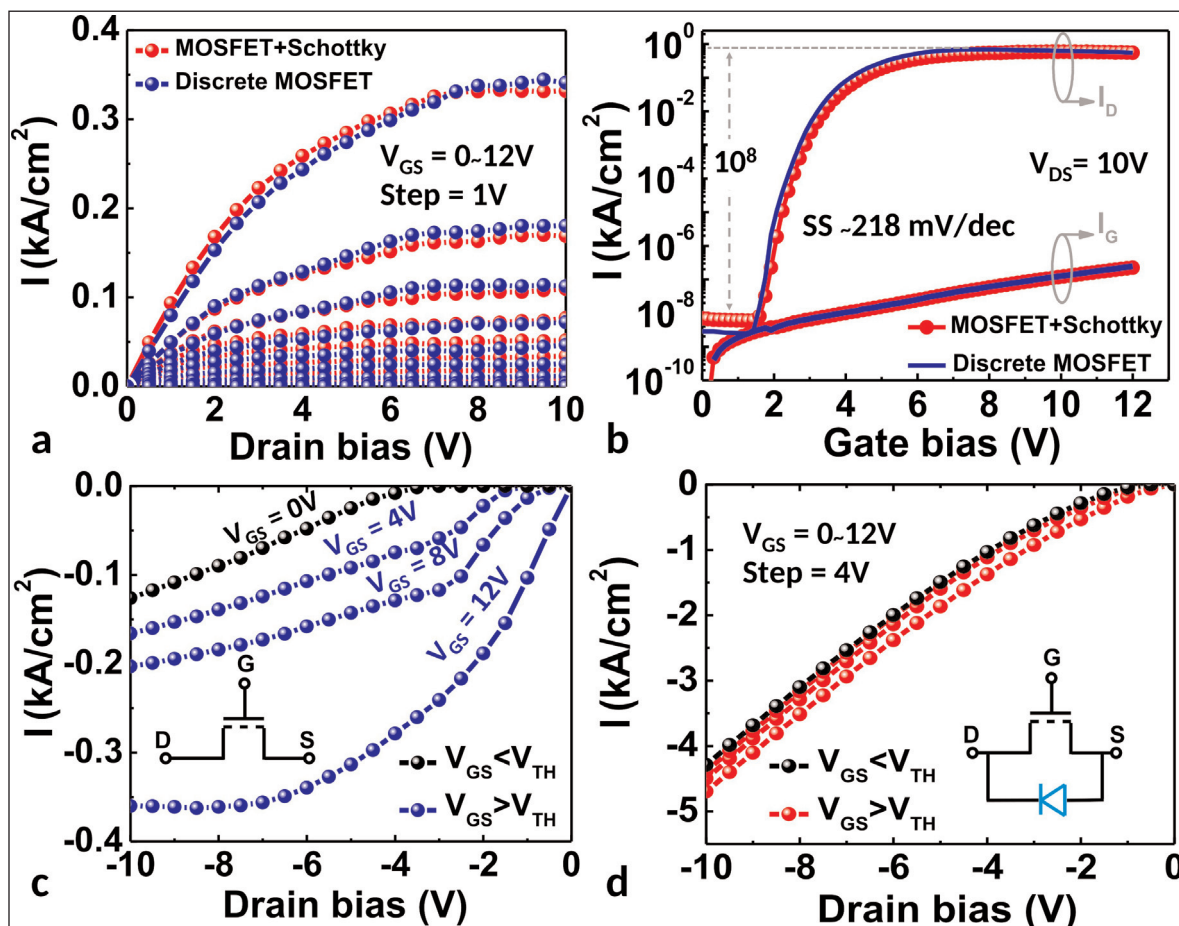 0.4
0.3
0.2
0.1
0.0
I (kA/cm²)
MOSFET+Schottky
Discrete MOSFET
V_GS = 0~12V
Step = 1V
0 2 4 6 8 10
Drain bias (V)
a
10⁰
10⁻²
10⁻⁴
10⁻⁶
10⁻⁸
10⁻¹⁰
I (kA/cm²)
10⁸
I_D
V_DS= 10V
SS ~218 mV/dec
I_G
MOSFET+Schottky
Discrete MOSFET
0 2 4 6 8 10 12
Gate bias (V)
b
0.0
-0.1
-0.2
-0.3
-0.4
I (kA/cm²)
V_GS = 0V
V_GS = 4V
V_GS = 8V
V_GS = 12V
G
D S
V_GS<V_TH
V_GS>V_TH
-10 -8 -6 -4 -2 0
Drain bias (V)
c
0
-1
-2
-3
-4
-5
I (kA/cm²)
V_GS = 0~12V
Step = 4V
G
D S
V_GS<V_TH
V_GS>V_TH
-10 -8 -6 -4 -2 0
Drain bias (V)
d